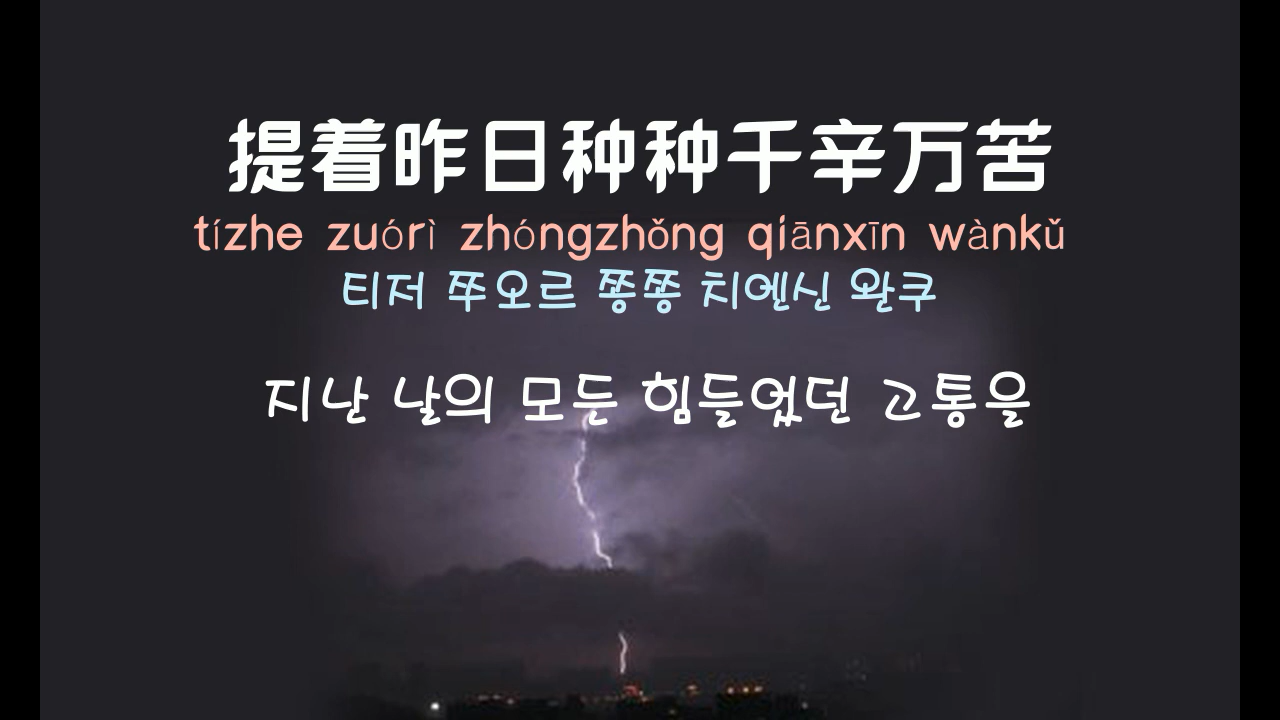 提着昨日种种千辛万苦
tízhe zuórì zhóngzhǒng qiānxīn wànkǔ
티저 쭈오르 쫑쫑 치엔신 완쿠
지난 날의 모든 힘들었던 고통을